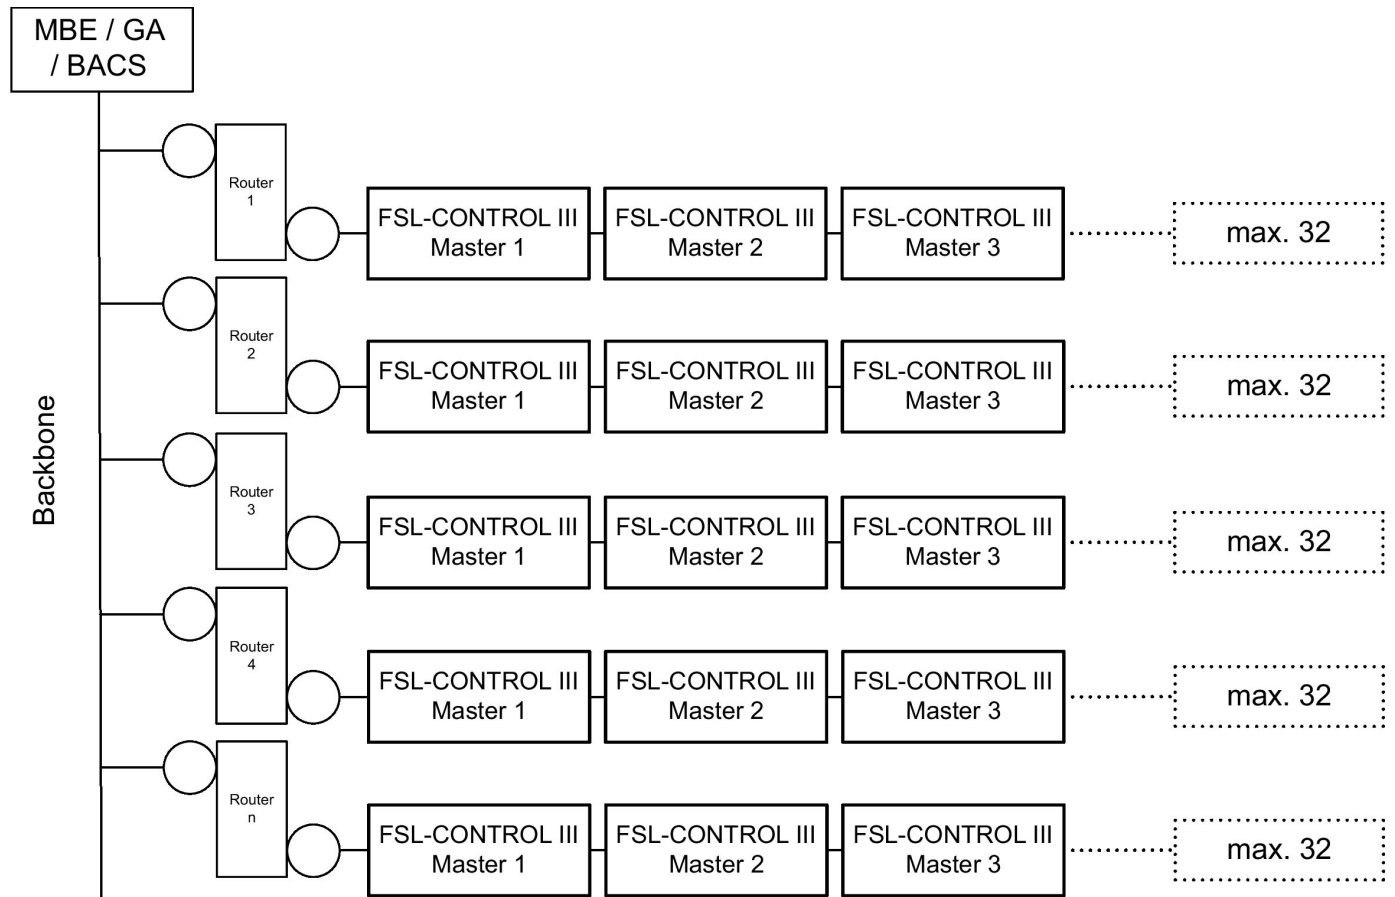 MBE / GA
/ BACS
Backbone
Router
1
FSL-CONTROL III
Master 1
FSL-CONTROL III
Master 2
FSL-CONTROL III
Master 3
max. 32
Router
2
FSL-CONTROL III
Master 1
FSL-CONTROL III
Master 2
FSL-CONTROL III
Master 3
max. 32
Router
3
FSL-CONTROL III
Master 1
FSL-CONTROL III
Master 2
FSL-CONTROL III
Master 3
max. 32
Router
4
FSL-CONTROL III
Master 1
FSL-CONTROL III
Master 2
FSL-CONTROL III
Master 3
max. 32
Router
n
FSL-CONTROL III
Master 1
FSL-CONTROL III
Master 2
FSL-CONTROL III
Master 3
max. 32